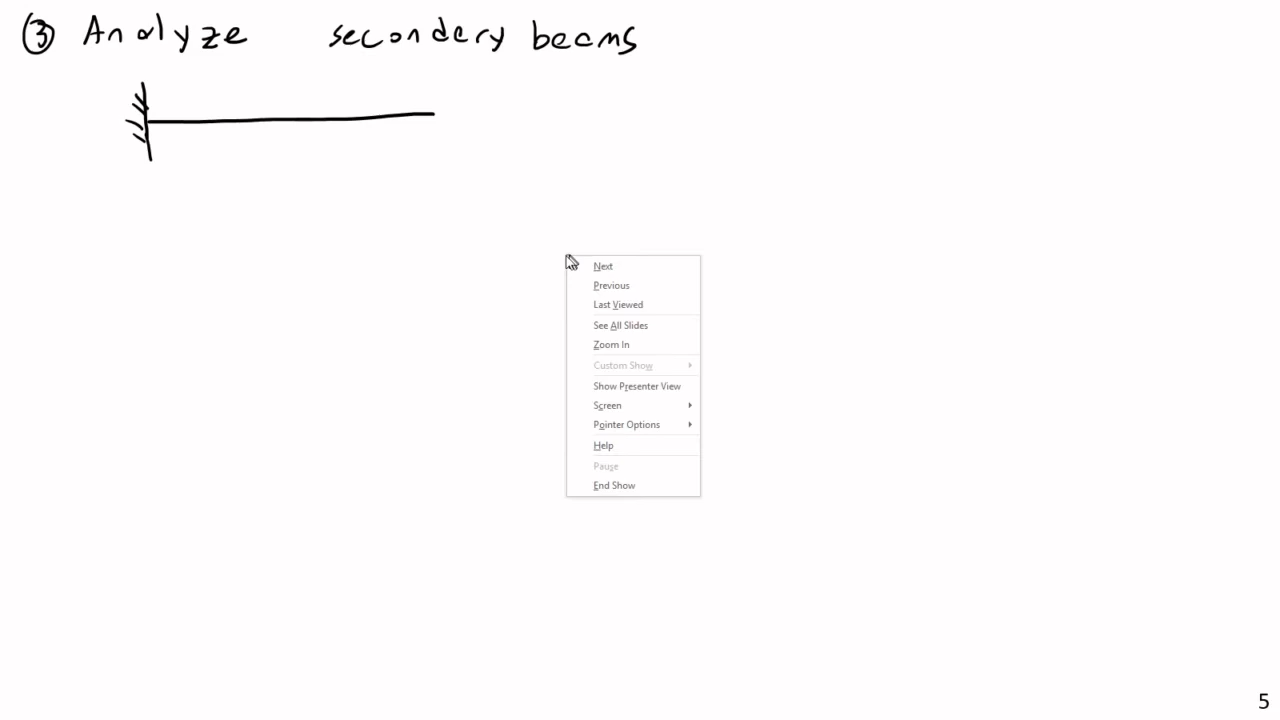 ③ Analyze secondary beams
Next
Previous
Last Viewed
See All Slides
Zoom In
Custom Show
Show Presenter View
Screen
Pointer Options
Help
Pause
End Show
5